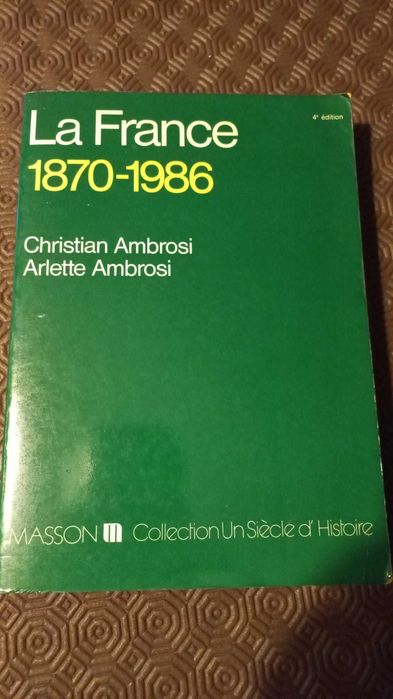 4e édition
La France
1870-1986
Christian Ambrosi
Arlette Ambrosi
MASSON m Collection Un Siècle d'Histoire